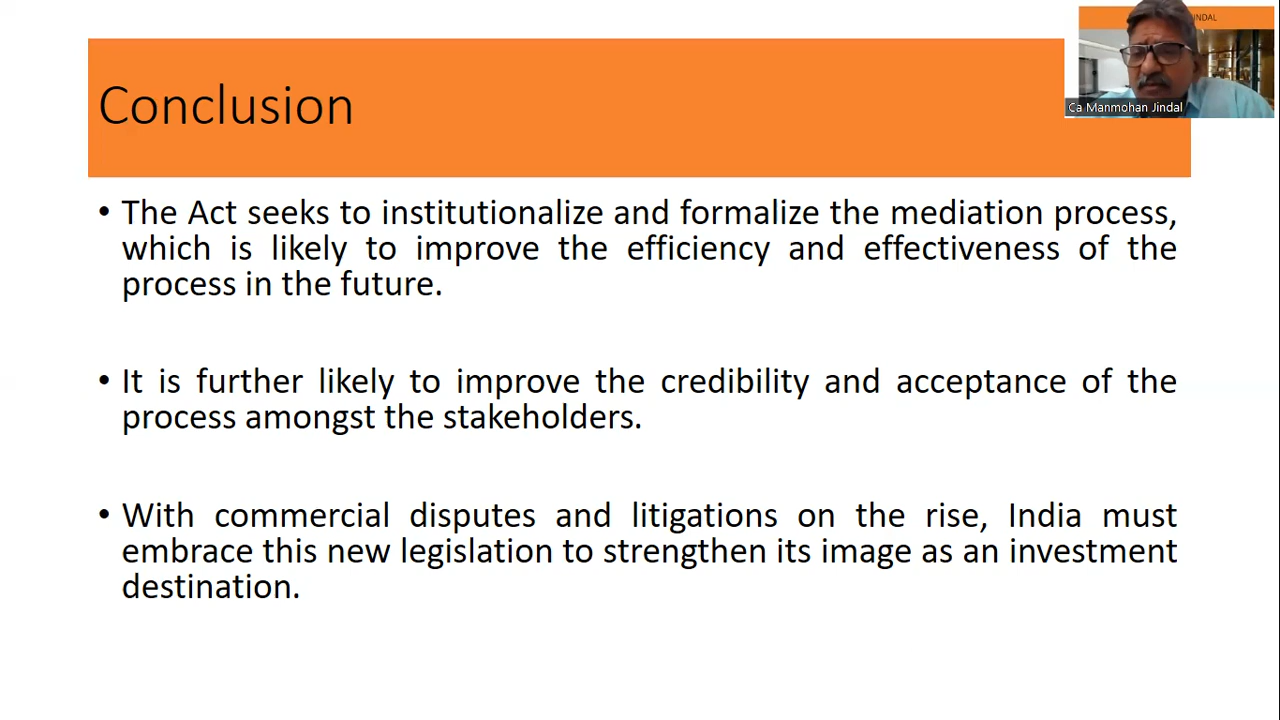 INDAL
Ca Manmohan Jindal
Conclusion
• The Act seeks to institutionalize and formalize the mediation process,
which is likely to improve the efficiency and effectiveness of the
process in the future.
• It is further likely to improve the credibility and acceptance of the
process amongst the stakeholders.
• With commercial disputes and litigations on the rise, India must
embrace this new legislation to strengthen its image as an investment
destination.